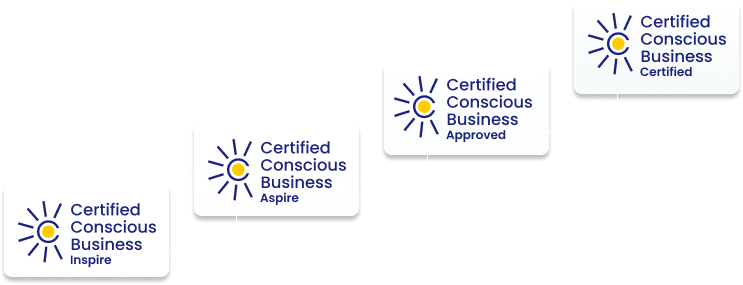 Certified
Conscious
Business
Certified
Certified
Conscious
Business
Approved
Certified
Conscious
Business
Aspire
Certified
Conscious
Business
Inspire